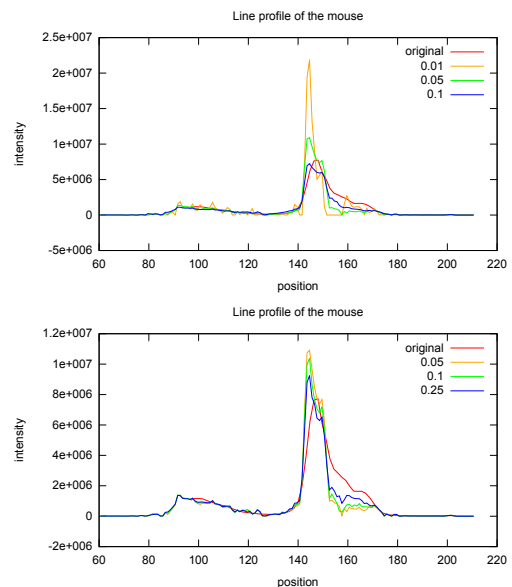 Line profile of the mouse
2.5e+007
2e+007
1.5e+007
1e+007
5e+006
0
-5e+006
intensity
original
0.01
0.05
0.1
60 80 100 120 140 160 180 200 220
position
Line profile of the mouse
1.2e+007
1e+007
8e+006
6e+006
4e+006
2e+006
0
-2e+006
intensity
original
0.05
0.1
0.25
60 80 100 120 140 160 180 200 220
position